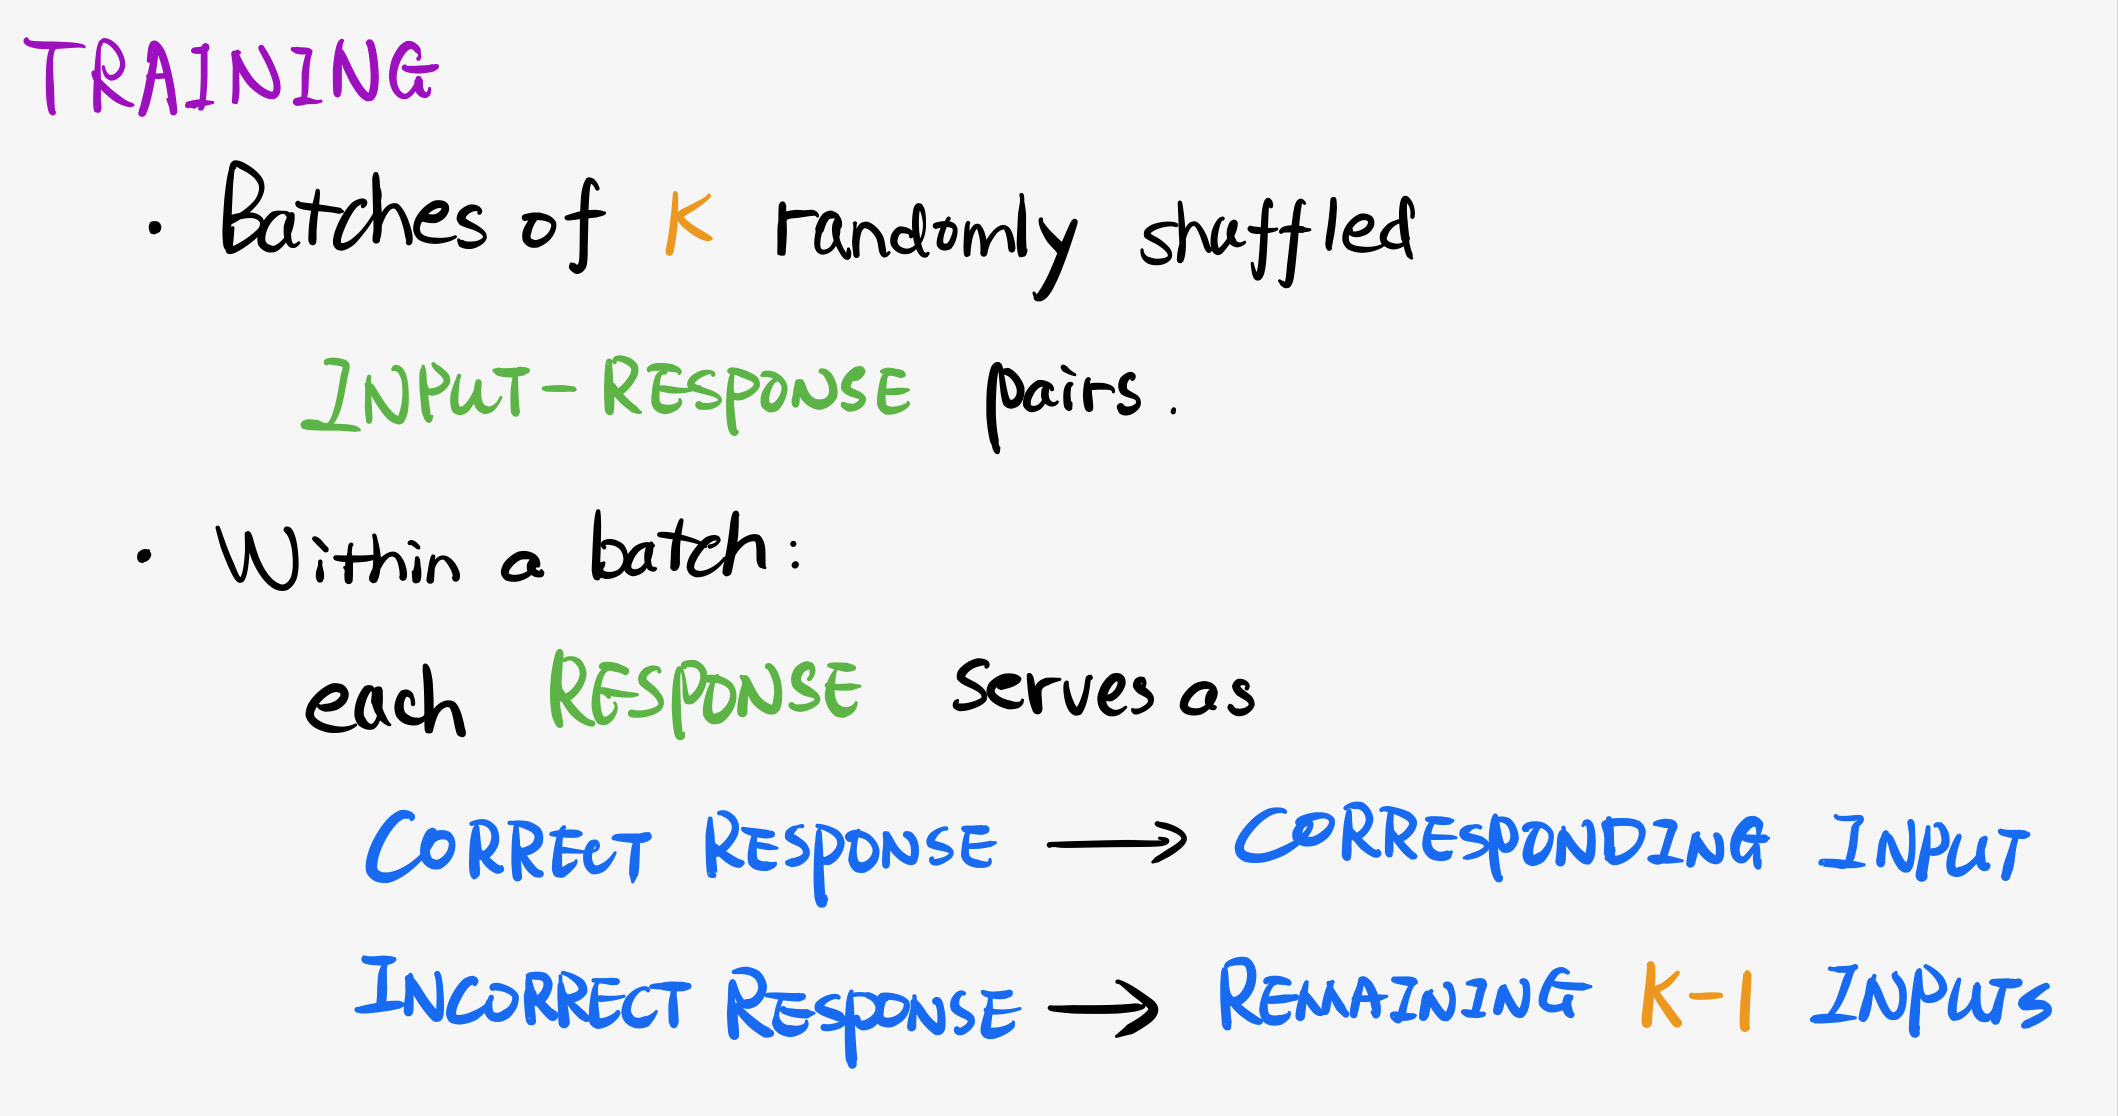 TRAINING
· Batches of K randomly shuffled
INPUT-RESPONSE pairs.
· Within a batch:
each RESPONSE serves as
CORRECT RESPONSE → CORRESPONDING INPUT
INCORRECT RESPONSE → REMAINING K-1 INPUTS